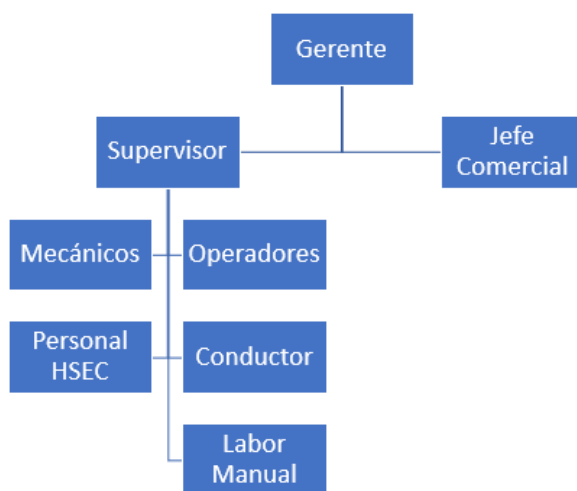 Gerente
Supervisor
Jefe
Comercial
Mecánicos
Operadores
Personal
HSEC
Conductor
Labor
Manual